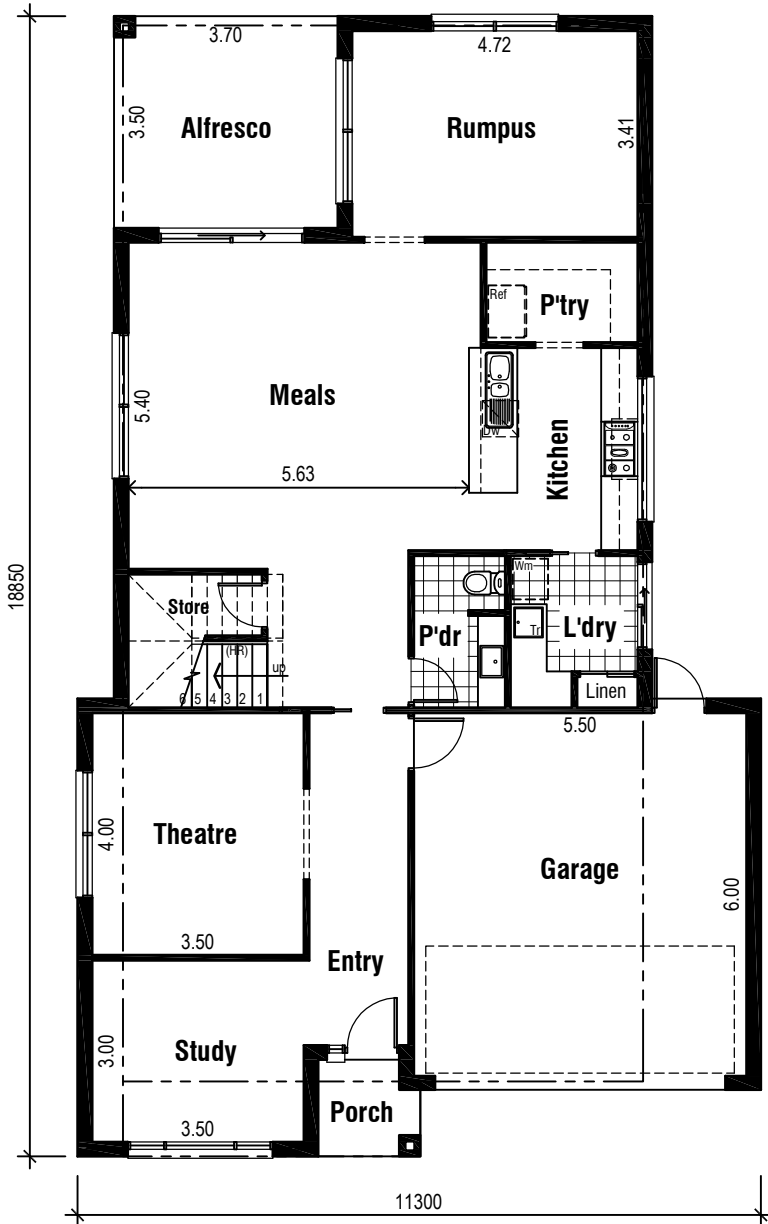 3.70
4.72
3.50
Alfresco
Rumpus
3.41
Ref
P'try
5.40
Meals
Dw
Kitchen
5.63
18850
Store
Wm
P'dr
L'dry
Tr
(HR)
up
6 5 4 3 2 1
Linen
5.50
4.00
Theatre
Garage
6.00
3.50
Entry
3.00
Study
Porch
3.50
11300